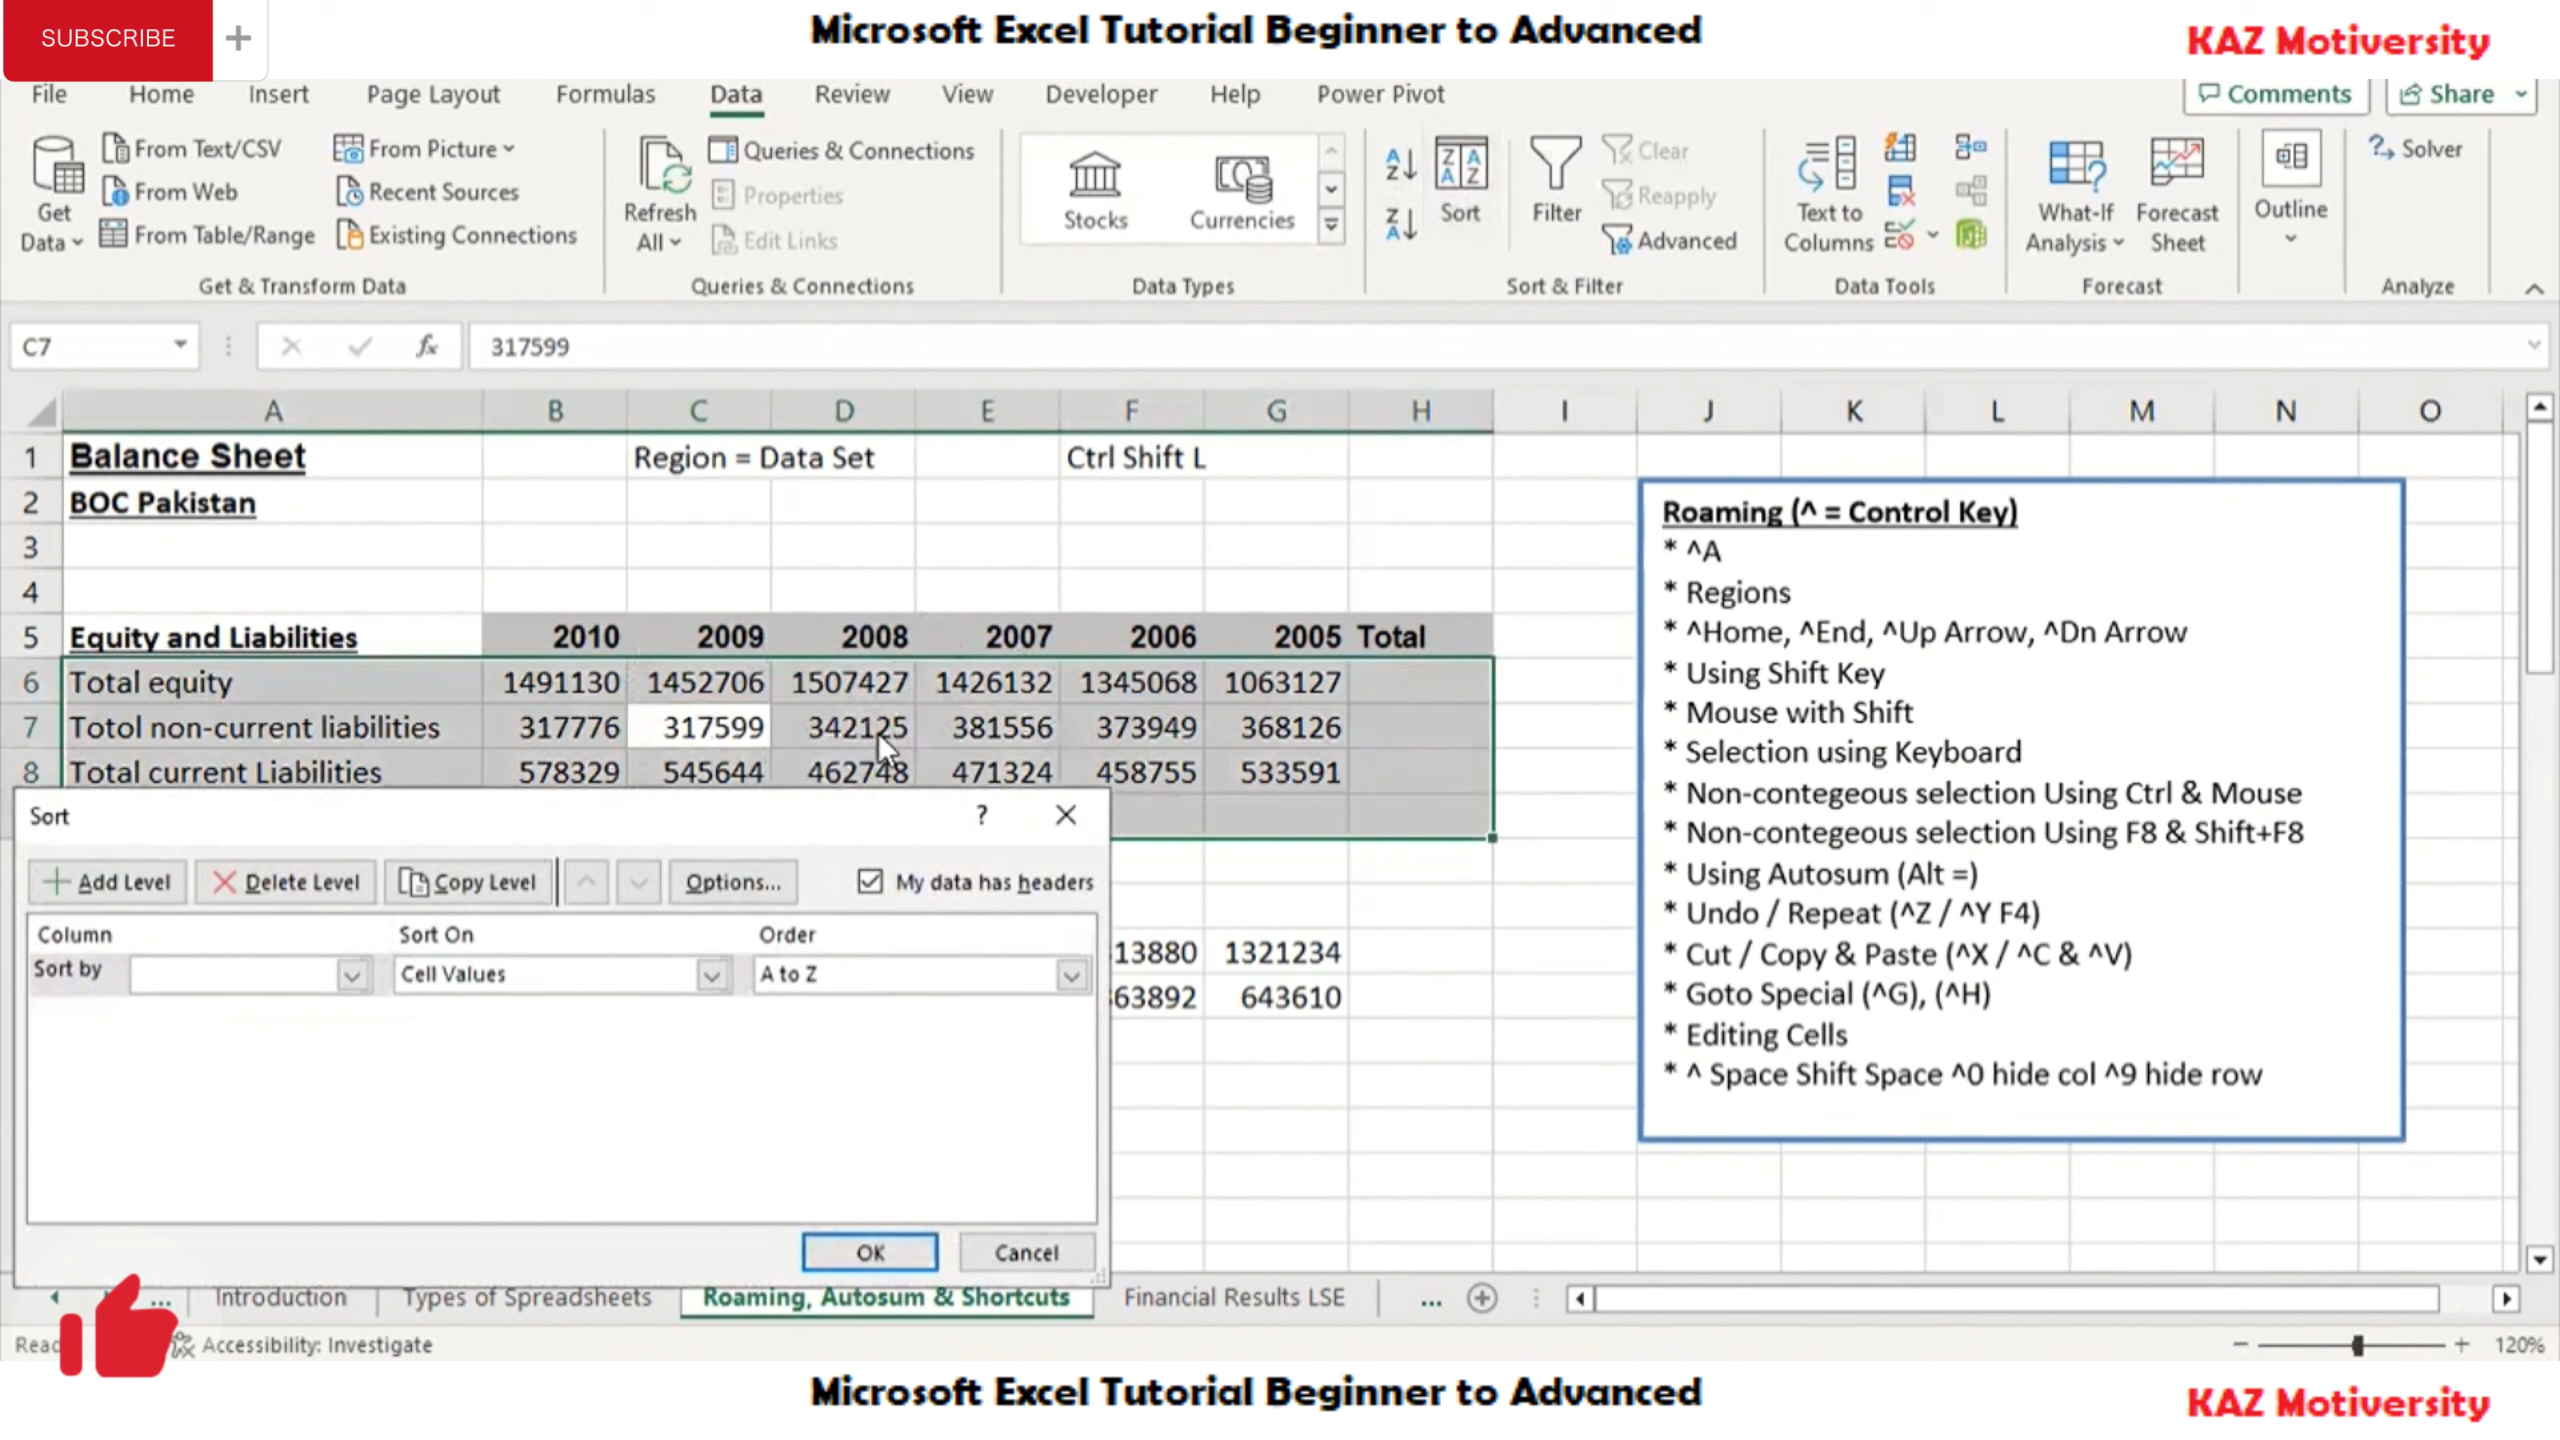 SUBSCRIBE +
Microsoft Excel Tutorial Beginner to Advanced
KAZ Motiversity
File Home Insert Page Layout Formulas Data Review View Developer Help Power Pivot Comments Share
Get Data
From Text/CSV
From Web
From Table/Range
From Picture
Recent Sources
Existing Connections
Get & Transform Data
Refresh All
Queries & Connections
Properties
Edit Links
Queries & Connections
Stocks
Currencies
Data Types
Sort
Filter
Clear
Reapply
Advanced
Sort & Filter
Text to Columns
Data Tools
What-If Analysis
Forecast Sheet
Forecast
Outline
Solver
Analyze
C7 fx 317599
A B C D E F G H I J K L M N O
1 Balance Sheet Region = Data Set Ctrl Shift L
2 BOC Pakistan
3
4
5 Equity and Liabilities 2010 2009 2008 2007 2006 2005 Total
6 Total equity 1491130 1452706 1507427 1426132 1345068 1063127
7 Totol non-current liabilities 317776 317599 342125 381556 373949 368126
8 Total current Liabilities 578329 545644 462748 471324 458755 533591
13880 1321234
63892 643610
Roaming (^ = Control Key)
* ^A
* Regions
* ^Home, ^End, ^Up Arrow, ^Dn Arrow
* Using Shift Key
* Mouse with Shift
* Selection using Keyboard
* Non-contegeous selection Using Ctrl & Mouse
* Non-contegeous selection Using F8 & Shift+F8
* Using Autosum (Alt =)
* Undo / Repeat (^Z / ^Y F4)
* Cut / Copy & Paste (^X / ^C & ^V)
* Goto Special (^G), (^H)
* Editing Cells
* ^ Space Shift Space ^0 hide col ^9 hide row
Sort ?
Add Level Delete Level Copy Level Options... My data has headers
Column Sort On Order
Sort by Cell Values A to Z
OK Cancel
... Introduction Types of Spreadsheets Roaming, Autosum & Shortcuts Financial Results LSE ...
Accessibility: Investigate 120%
Microsoft Excel Tutorial Beginner to Advanced
KAZ Motiversity